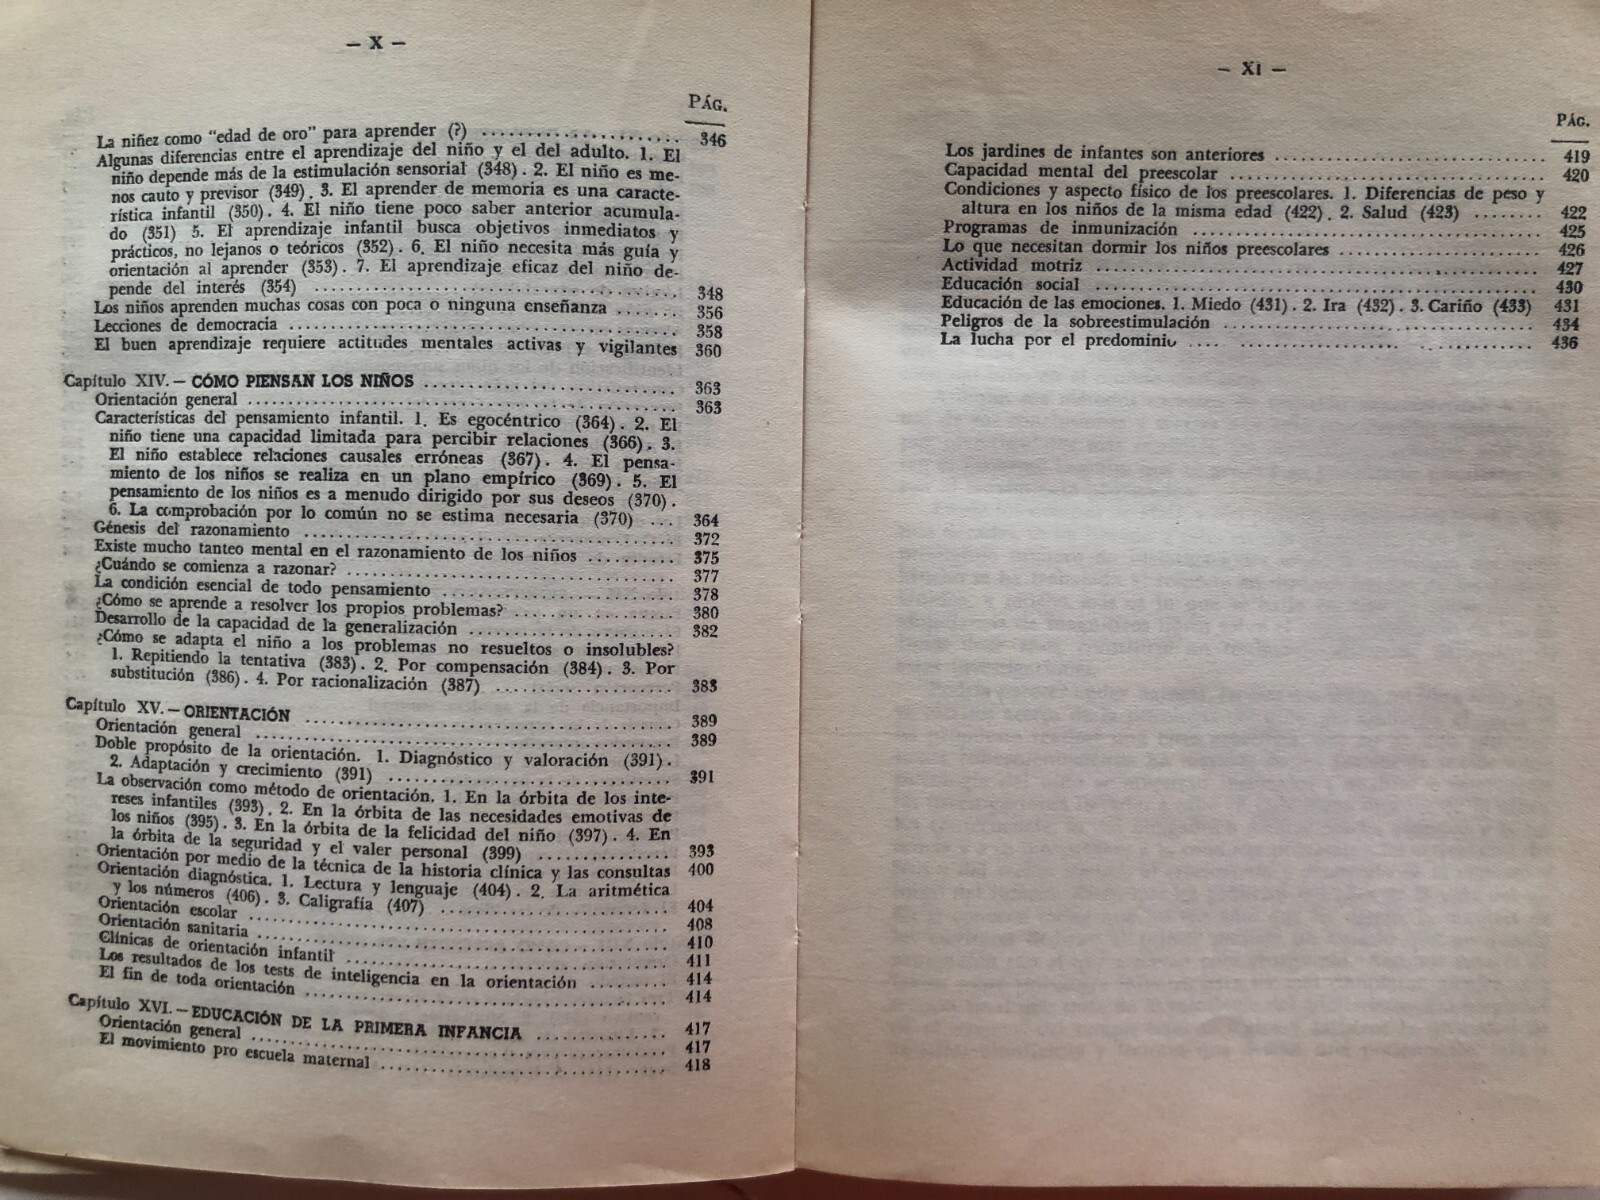 — X —
PÁG.
La niñez como "edad de oro" para aprender (?) .................... 346
Algunas diferencias entre el aprendizaje del niño y el del adulto. 1. El
niño depende más de la estimulación sensorial (348). 2. El niño es me-
nos cauto y previsor (349). 3. El aprender de memoria es una caracte-
rística infantil (350). 4. El niño tiene poco saber anterior acumula-
do (351) 5. El aprendizaje infantil busca objetivos inmediatos y
prácticos, no lejanos o teóricos (352). 6. El niño necesita más guía y
orientación al aprender (353). 7. El aprendizaje eficaz del niño de-
pende del interés (354) .................... 348
Los niños aprenden muchas cosas con poca o ninguna enseñanza ....... 356
Lecciones de democracia .................... 358
El buen aprendizaje requiere actitudes mentales activas y vigilantes 360
Capítulo XIV.— CÓMO PIENSAN LOS NIÑOS .................... 363
Orientación general .................... 363
Características del pensamiento infantil. 1. Es egocéntrico (364). 2. El
niño tiene una capacidad limitada para percibir relaciones (366). 3.
El niño establece relaciones causales erróneas (367). 4. El pensa-
miento de los niños se realiza en un plano empírico (369). 5. El
pensamiento de los niños es a menudo dirigido por sus deseos (370).
6. La comprobación por lo común no se estima necesaria (370) ... 364
Génesis del razonamiento .................... 372
Existe mucho tanteo mental en el razonamiento de los niños .......... 375
¿Cuándo se comienza a razonar? .................... 377
La condición esencial de todo pensamiento .................... 378
¿Cómo se aprende a resolver los propios problemas? .................... 380
Desarrollo de la capacidad de la generalización .................... 382
¿Cómo se adapta el niño a los problemas no resueltos o insolubles?
1. Repitiendo la tentativa (383). 2. Por compensación (384). 3. Por
substitución (386). 4. Por racionalización (387) .................... 383
Capítulo XV.— ORIENTACIÓN .................... 389
Orientación general .................... 389
Doble propósito de la orientación. 1. Diagnóstico y valoración (391).
2. Adaptación y crecimiento (391) .................... 391
La observación como método de orientación. 1. En la órbita de los inte-
reses infantiles (393). 2. En la órbita de las necesidades emotivas de
los niños (395). 3. En la órbita de la felicidad del niño (397). 4. En
la órbita de la seguridad y el valer personal (399) .................... 393
Orientación por medio de la técnica de la historia clínica y las consultas 400
Orientación diagnóstica. 1. Lectura y lenguaje (404). 2. La aritmética
y los números (406). 3. Caligrafía (407) .................... 404
Orientación escolar .................... 408
Orientación sanitaria .................... 410
Clínicas de orientación infantil .................... 411
Los resultados de los tests de inteligencia en la orientación ......... 414
El fin de toda orientación .................... 414
Capítulo XVI.— EDUCACIÓN DE LA PRIMERA INFANCIA .............. 417
Orientación general .................... 417
El movimiento pro escuela maternal .................... 418
— XI —
PÁG.
Los jardines de infantes son anteriores .................... 419
Capacidad mental del preescolar .................... 420
Condiciones y aspecto físico de los preescolares. 1. Diferencias de peso y
altura en los niños de la misma edad (422). 2. Salud (423) ........ 422
Programas de inmunización .................... 425
Lo que necesitan dormir los niños preescolares .................... 426
Actividad motriz .................... 427
Educación social .................... 430
Educación de las emociones. 1. Miedo (431). 2. Ira (432). 3. Cariño (433) 431
Peligros de la sobreestimulación .................... 434
La lucha por el predominio .................... 436